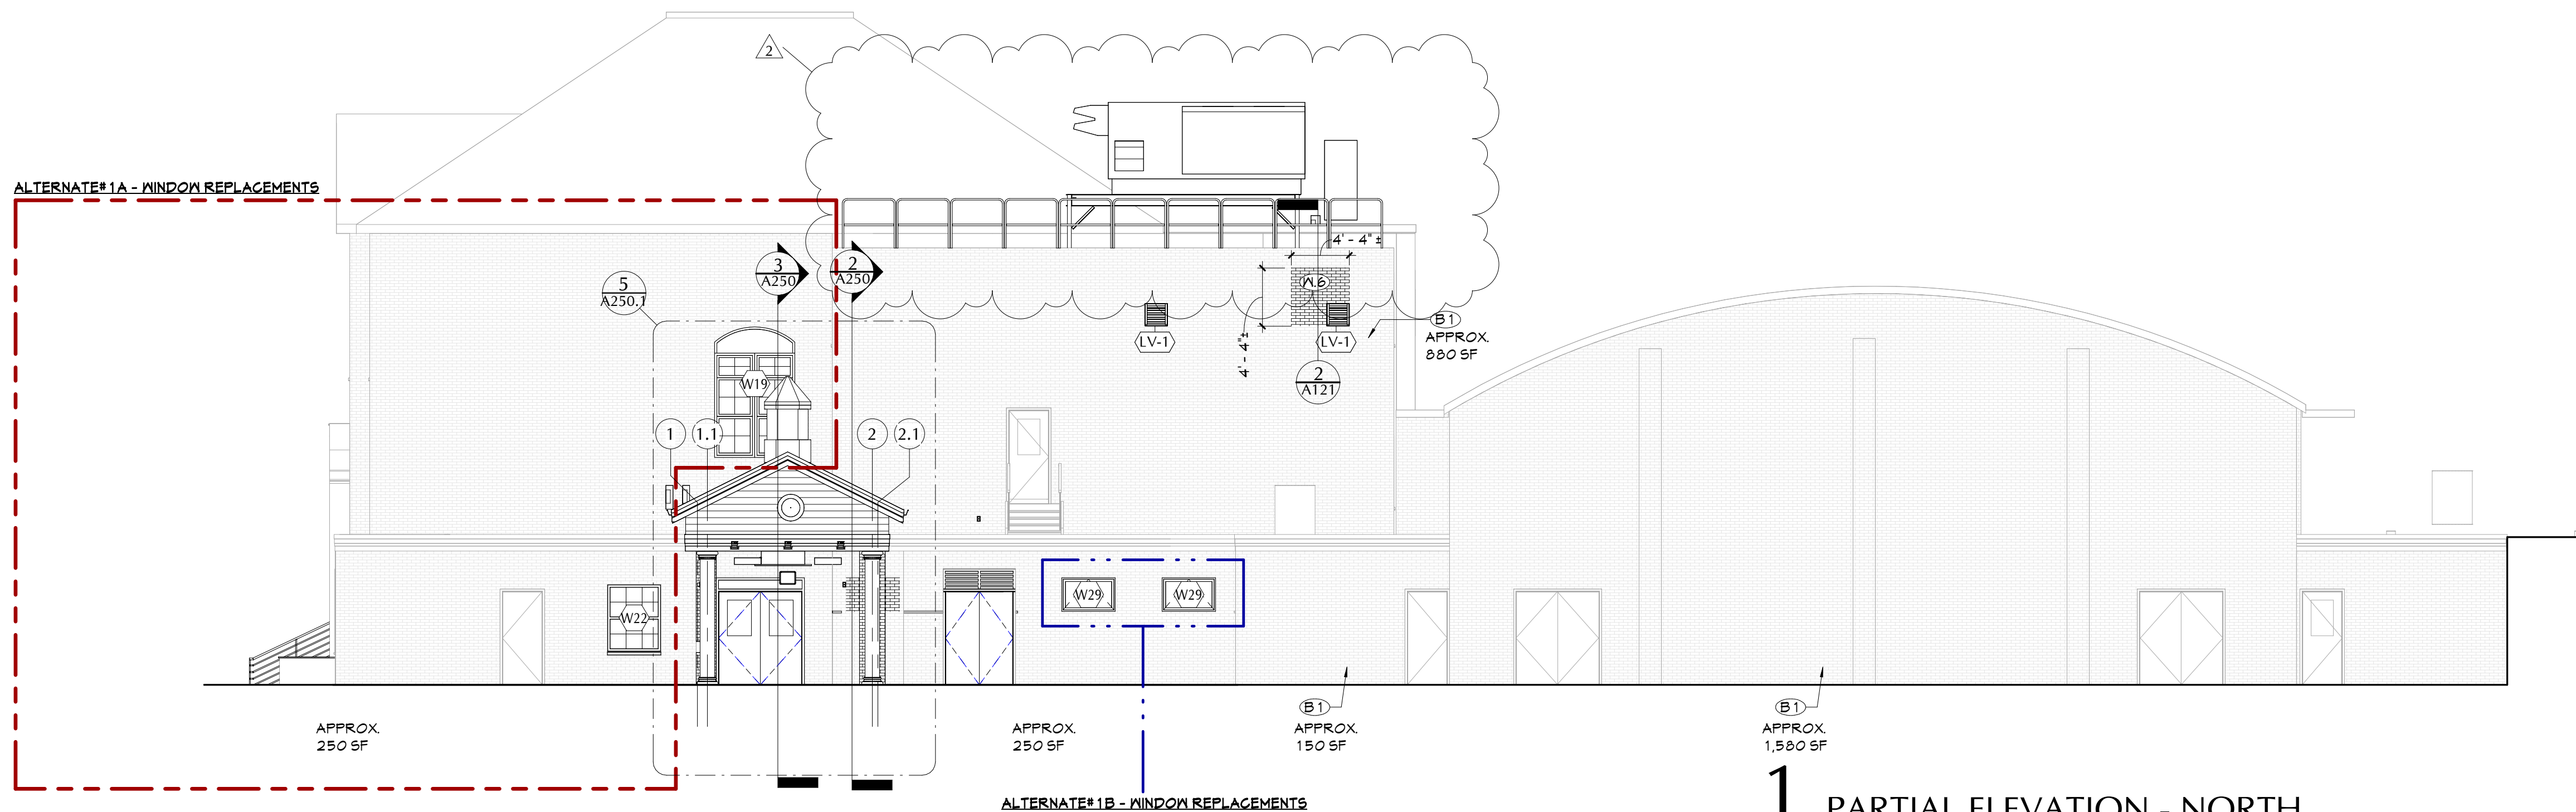 2
ALTERNATE#1A - WINDOW REPLACEMENTS
4' - 4" ±
3
A250
2
A250
5
A250.1
W.6
4' - 4"±
LV-1
LV-1
B1
APPROX.
880 SF
2
A121
W19
1
1.1
2
2.1
W22
W29
W29
B1
B1
APPROX.
250 SF
APPROX.
250 SF
APPROX.
150 SF
APPROX.
1,580 SF
ALTERNATE#1B - WINDOW REPLACEMENTS
1 PARTIAL ELEVATION - NORTH